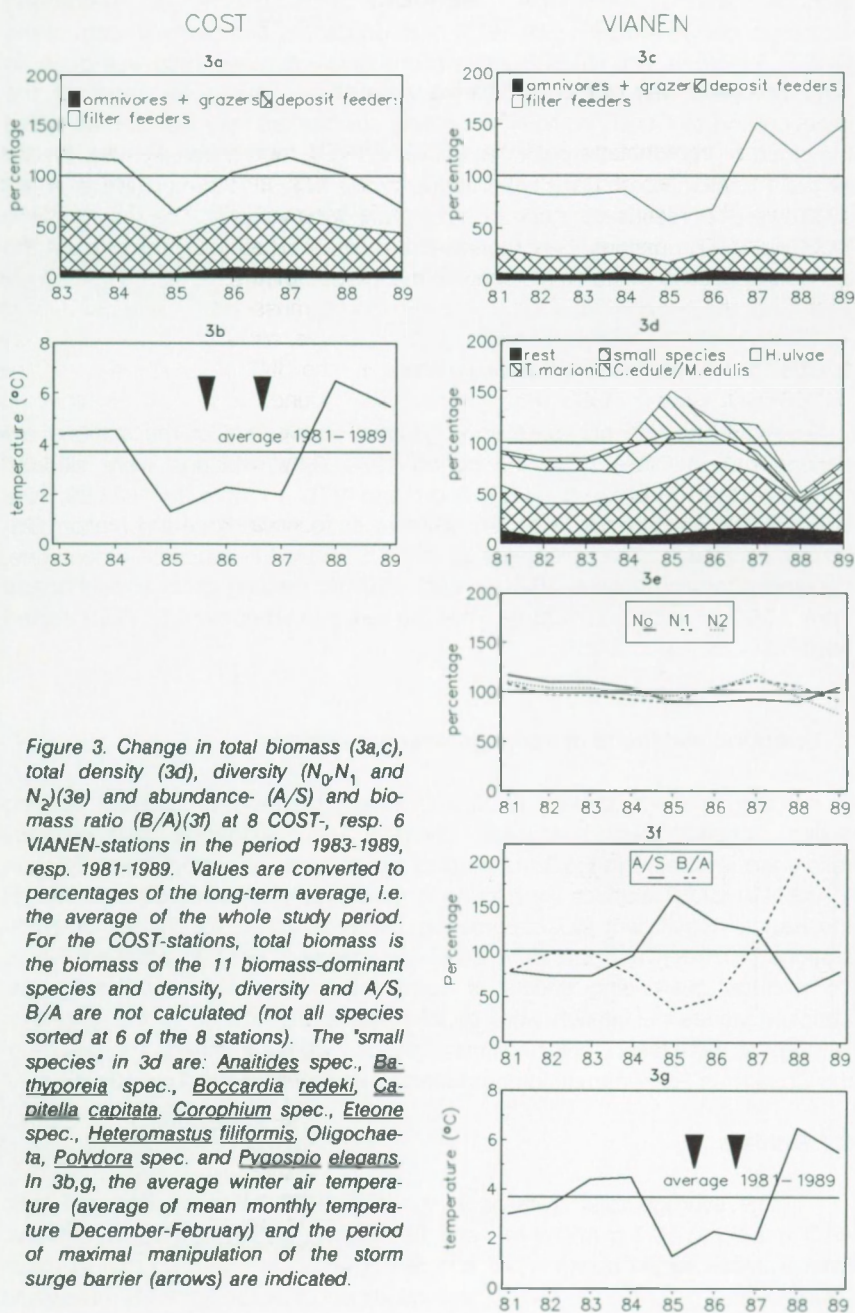 COST
3a
200
150
100
50
0
percentage
omnivores + grazers deposit feeders
filter feeders
83 84 85 86 87 88 89
3b
8
6
4
2
0
temperature (°C)
average 1981-1989
83 84 85 86 87 88 89
VIANEN
3c
200
150
100
50
0
percentage
omnivores + grazers deposit feeders
filter feeders
81 82 83 84 85 86 87 88 89
3d
200
150
100
50
0
percentage
rest small species H.ulvae
T.marioni C.edule/M.edulis
81 82 83 84 85 86 87 88 89
3e
200
150
100
50
0
percentage
No N1 N2
81 82 83 84 85 86 87 88 89
3f
200
150
100
50
0
Percentage
A/S B/A
81 82 83 84 85 86 87 88 89
3g
8
6
4
2
0
temperature (°C)
average 1981-1989
81 82 83 84 85 86 87 88 89
Figure 3. Change in total biomass (3a,c),
total density (3d), diversity (N0,N1 and
N2)(3e) and abundance- (A/S) and bio-
mass ratio (B/A)(3f) at 8 COST-, resp. 6
VIANEN-stations in the period 1983-1989,
resp. 1981-1989. Values are converted to
percentages of the long-term average, i.e.
the average of the whole study period.
For the COST-stations, total biomass is
the biomass of the 11 biomass-dominant
species and density, diversity and A/S,
B/A are not calculated (not all species
sorted at 6 of the 8 stations). The "small
species" in 3d are: Anaitides spec., Ba-
thyporeia spec., Boccardia redeki, Ca-
pitella capitata, Corophium spec., Eteone
spec., Heteromastus filiformis, Oligochae-
ta, Polydora spec. and Pygospio elegans.
In 3b,g, the average winter air tempera-
ture (average of mean monthly tempera-
ture December-February) and the period
of maximal manipulation of the storm
surge barrier (arrows) are indicated.